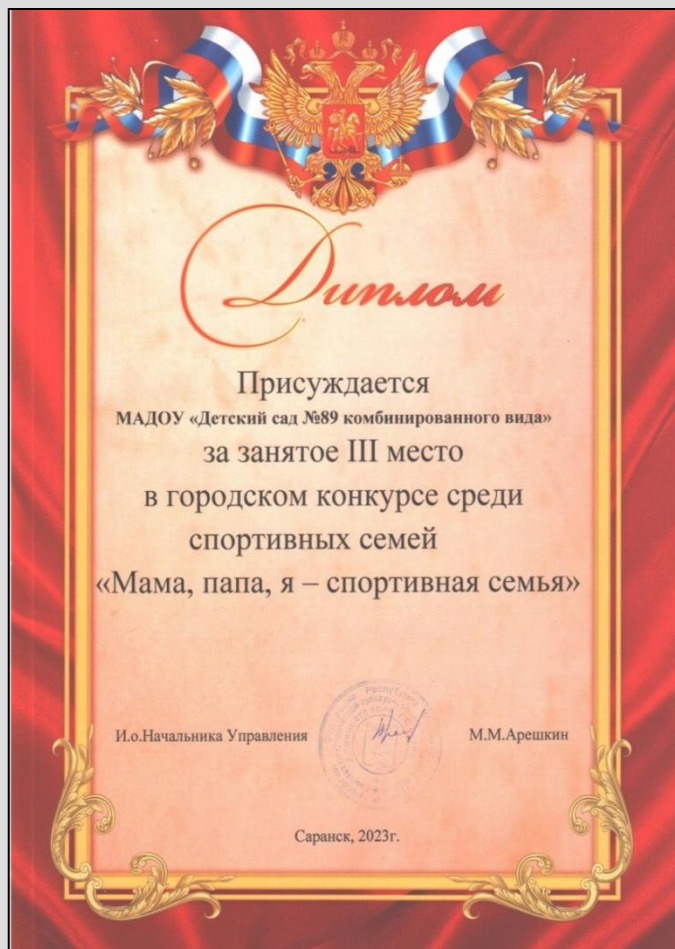 Диплом
Присуждается
МАДОУ «Детский сад №89 комбинированного вида»
за занятое III место
в городском конкурсе среди
спортивных семей
«Мама, папа, я – спортивная семья»
И.о.Начальника Управления
М.М.Арешкин
Саранск, 2023г.